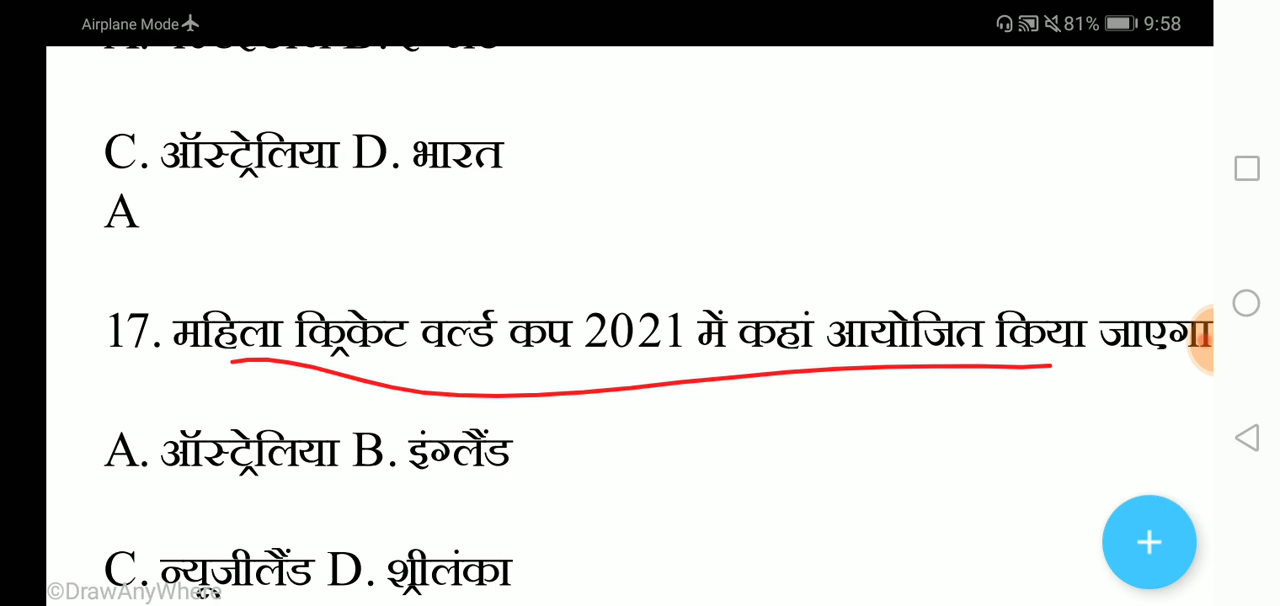 Airplane Mode 81% 9:58
C. ऑस्ट्रेलिया D. भारत
A
17. महिला क्रिकेट वर्ल्ड कप 2021 में कहां आयोजित किया जाएगा
A. ऑस्ट्रेलिया B. इंग्लैंड
C. न्यूजीलैंड D. श्रीलंका
©DrawAnyWhere